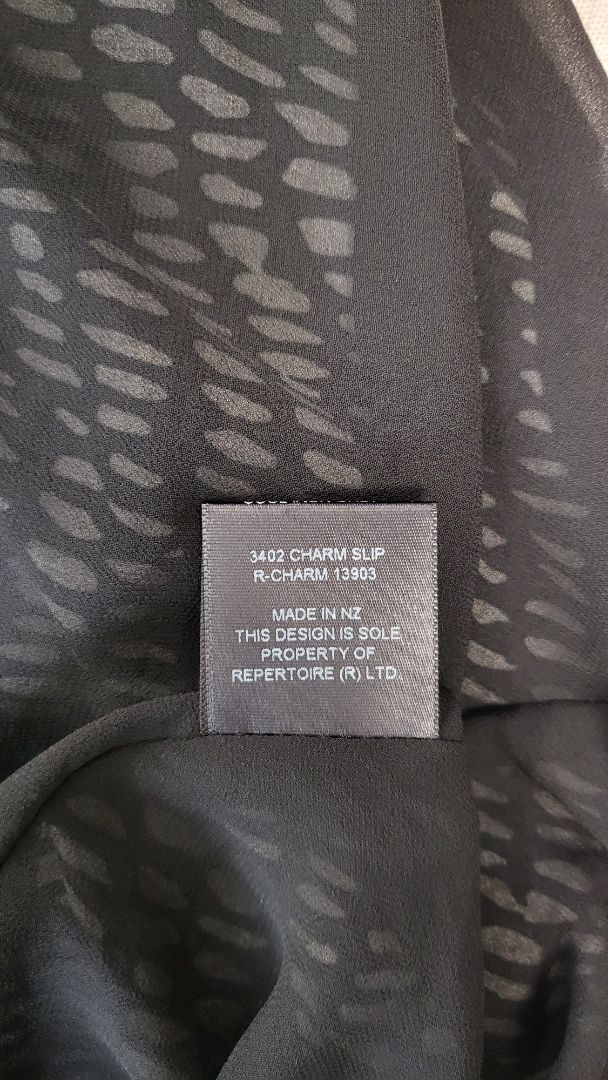 3402 CHARM SLIP
R-CHARM 13903
MADE IN NZ
THIS DESIGN IS SOLE
PROPERTY OF
REPERTOIRE (R) LTD.